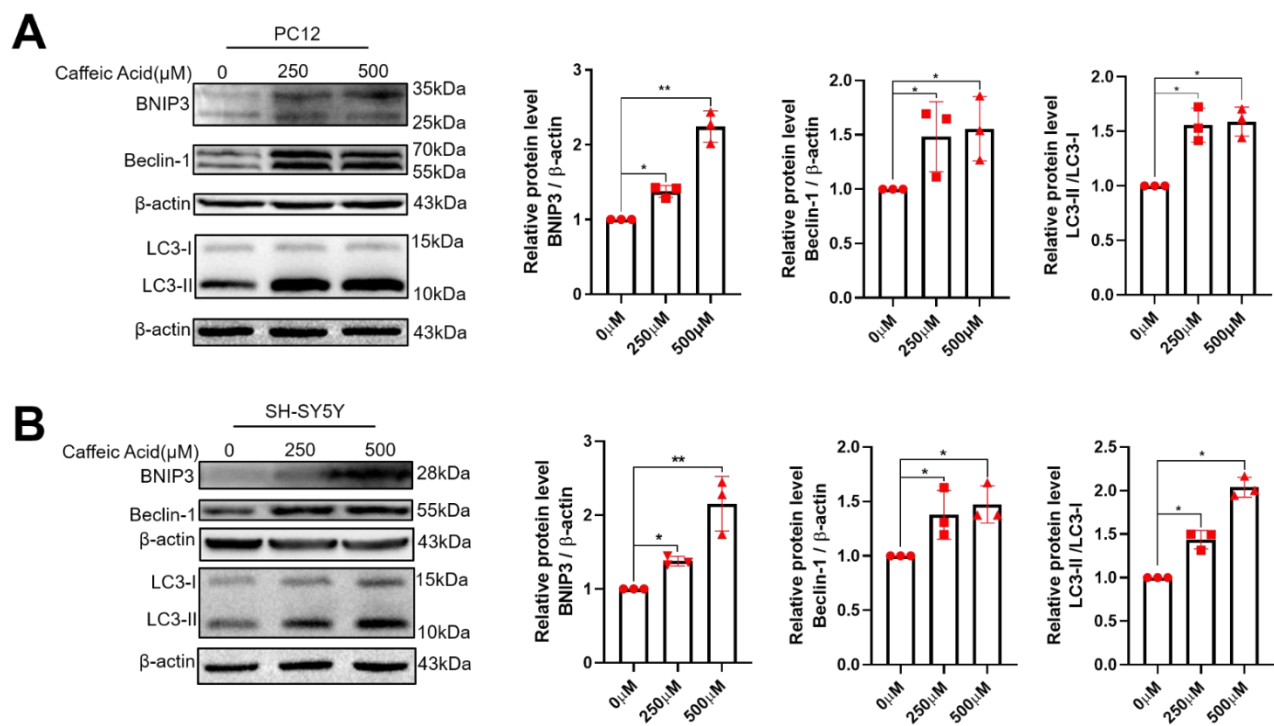 A
PC12
Caffeic Acid(μM) 0 250 500
BNIP3
35kDa
25kDa
Beclin-1
70kDa
55kDa
β-actin 43kDa
LC3-I 15kDa
LC3-II 10kDa
β-actin 43kDa
Relative protein level
BNIP3 / β-actin
3
2
1
0
*
**
0μM 250μM 500μM
Relative protein level
Beclin-1 / β-actin
2.0
1.5
1.0
0.5
0.0
*
*
0μM 250μM 500μM
Relative protein level
LC3-II /LC3-I
2.0
1.5
1.0
0.5
0.0
*
*
0μM 250μM 500μM
B
SH-SY5Y
Caffeic Acid(μM) 0 250 500
BNIP3 28kDa
Beclin-1 55kDa
β-actin 43kDa
LC3-I 15kDa
LC3-II 10kDa
β-actin 43kDa
Relative protein level
BNIP3 / β-actin
3
2
1
0
**
*
0μM 250μM 500μM
Relative protein level
Beclin-1 / β-actin
2.0
1.5
1.0
0.5
0.0
*
*
0μM 250μM 500μM
Relative protein level
LC3-II /LC3-I
2.5
2.0
1.5
1.0
0.5
0.0
*
*
0μM 250μM 500μM